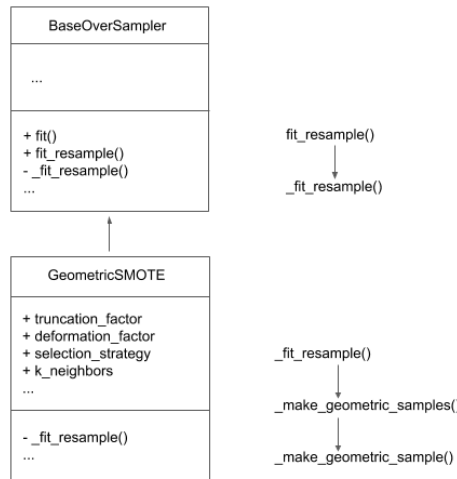 BaseOverSampler
...
+ fit()
+ fit_resample()
- _fit_resample()
...
fit_resample()
_fit_resample()
GeometricSMOTE
+ truncation_factor
+ deformation_factor
+ selection_strategy
+ k_neighbors
...
- _fit_resample()
...
_fit_resample()
_make_geometric_samples()
_make_geometric_sample()